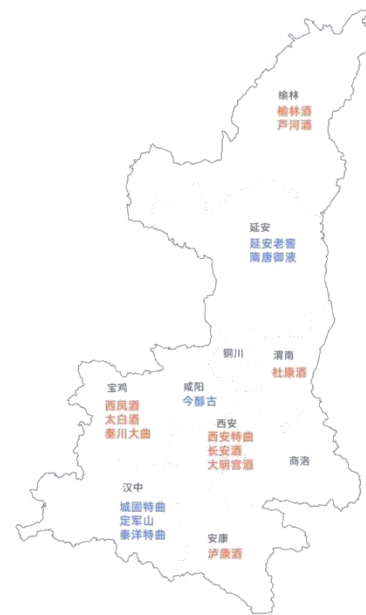 榆林
榆林酒
芦河酒
延安
延安老窖
隋唐御液
铜川
渭南
杜康酒
宝鸡
西凤酒
太白酒
秦川大曲
咸阳
今醇古
西安
西安特曲
长安酒
大明宫酒
商洛
汉中
城固特曲
定军山
秦洋特曲
安康
泸康酒